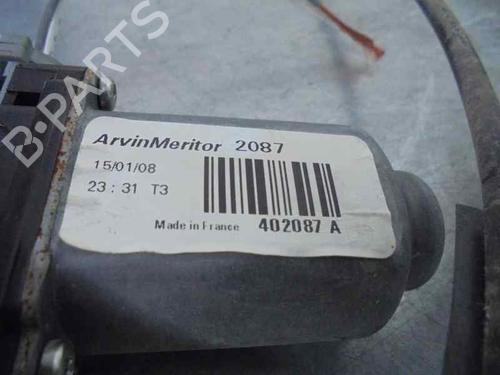 ArvinMeritor 2087
15/01/08
23 : 31 T3
Made in France 402087 A
B-PARTS